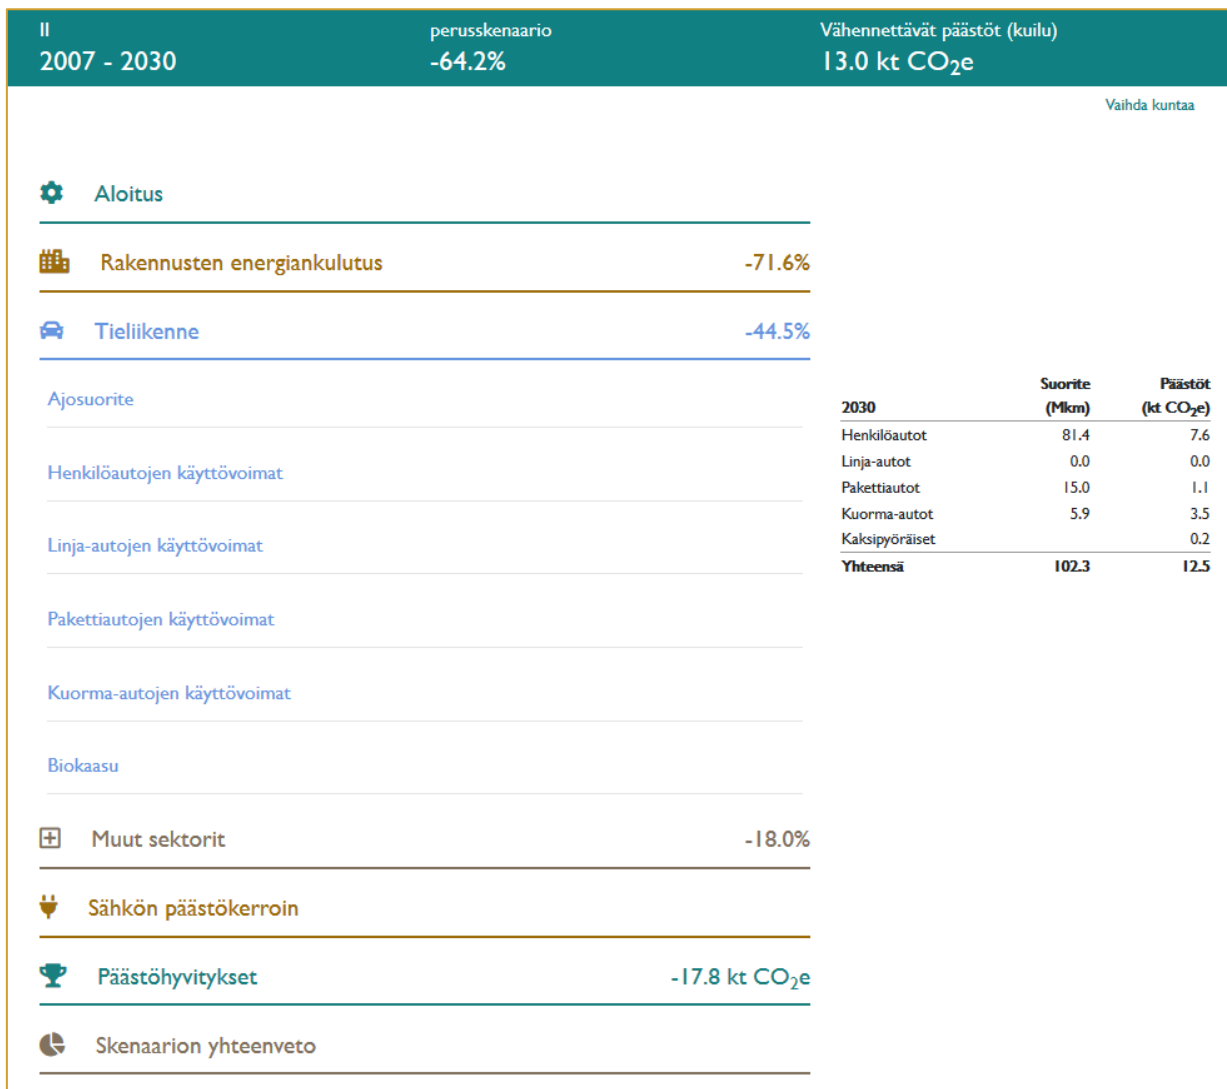 II perusskenaario Vähennettävät päästöt (kuilu)
2007 - 2030 -64.2% 13.0 kt CO₂e
Vaihda kuntaa
Aloitus
Rakennusten energiankulutus -71.6%
Tieliikenne -44.5%
Ajosuorite
Henkilöautojen käyttövoimat
Linja-autojen käyttövoimat
Pakettiautojen käyttövoimat
Kuorma-autojen käyttövoimat
Biokaasu
Suorite Päästöt
2030 (Mkm) (kt CO₂e)
Henkilöautot 81.4 7.6
Linja-autot 0.0 0.0
Pakettiautot 15.0 1.1
Kuorma-autot 5.9 3.5
Kaksipyöräiset 0.2
Yhteensä 102.3 12.5
Muut sektorit -18.0%
Sähkön päästökerroin
Päästöhyvitykset -17.8 kt CO₂e
Skenaarion yhteenveto